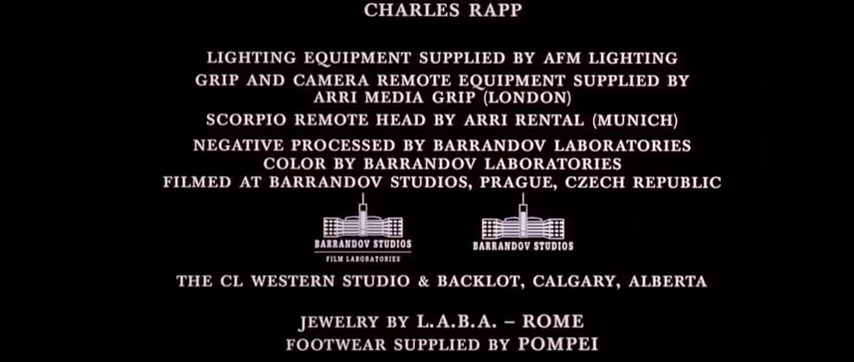 CHARLES RAPP
LIGHTING EQUIPMENT SUPPLIED BY AFM LIGHTING
GRIP AND CAMERA REMOTE EQUIPMENT SUPPLIED BY
ARRI MEDIA GRIP (LONDON)
SCORPIO REMOTE HEAD BY ARRI RENTAL (MUNICH)
NEGATIVE PROCESSED BY BARRANDOV LABORATORIES
COLOR BY BARRANDOV LABORATORIES
FILMED AT BARRANDOV STUDIOS, PRAGUE, CZECH REPUBLIC
BARRANDOV STUDIOS
FILM LABORATORIES
BARRANDOV STUDIOS
THE CL WESTERN STUDIO & BACKLOT, CALGARY, ALBERTA
JEWELRY BY L.A.B.A. – ROME
FOOTWEAR SUPPLIED BY POMPEI